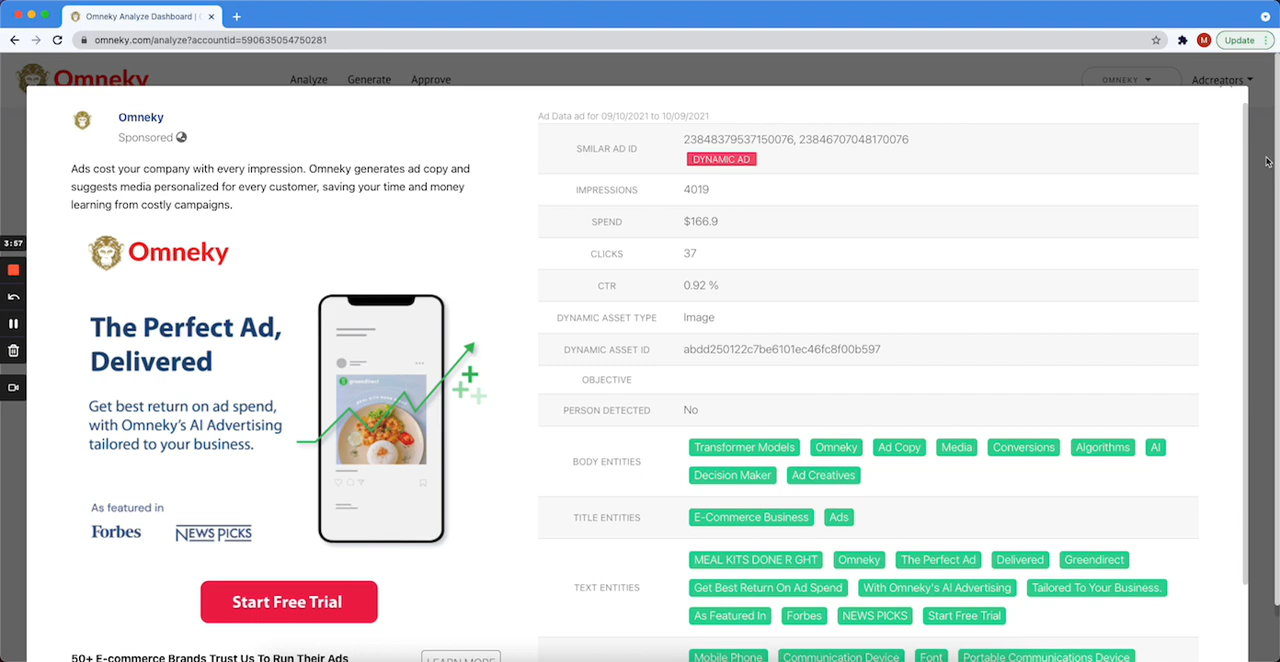 Omneky Analyze Dashboard |
omneky.com/analyze?accountid=590635054750281
M
Update
Omneky
Analyze
Generate
Approve
OMNEKY
Adcreators
3:57
Omneky
Sponsored
Ads cost your company with every impression. Omneky generates ad copy and
suggests media personalized for every customer, saving your time and money
learning from costly campaigns.
Omneky
The Perfect Ad,
Delivered
Get best return on ad spend,
with Omneky's AI Advertising
tailored to your business.
greendirect
As featured in
Forbes
NEWS PICKS
Start Free Trial
50+ E-commerce Brands Trust Us To Run Their Ads
LEARN MORE
Ad Data ad for 09/10/2021 to 10/09/2021
SMILAR AD ID
23848379537150076, 23846707048170076
DYNAMIC AD
IMPRESSIONS
4019
SPEND
$166.9
CLICKS
37
CTR
0.92 %
DYNAMIC ASSET TYPE
Image
DYNAMIC ASSET ID
abdd250122c7be6101ec46fc8f00b597
OBJECTIVE
PERSON DETECTED
No
BODY ENTITIES
Transformer Models Omneky Ad Copy Media Conversions Algorithms AI
Decision Maker Ad Creatives
TITLE ENTITIES
E-Commerce Business Ads
TEXT ENTITIES
MEAL KITS DONE R GHT Omneky The Perfect Ad Delivered Greendirect
Get Best Return On Ad Spend With Omneky's AI Advertising Tailored To Your Business.
As Featured In Forbes NEWS PICKS Start Free Trial
Mobile Phone Communication Device Font Portable Communications Device